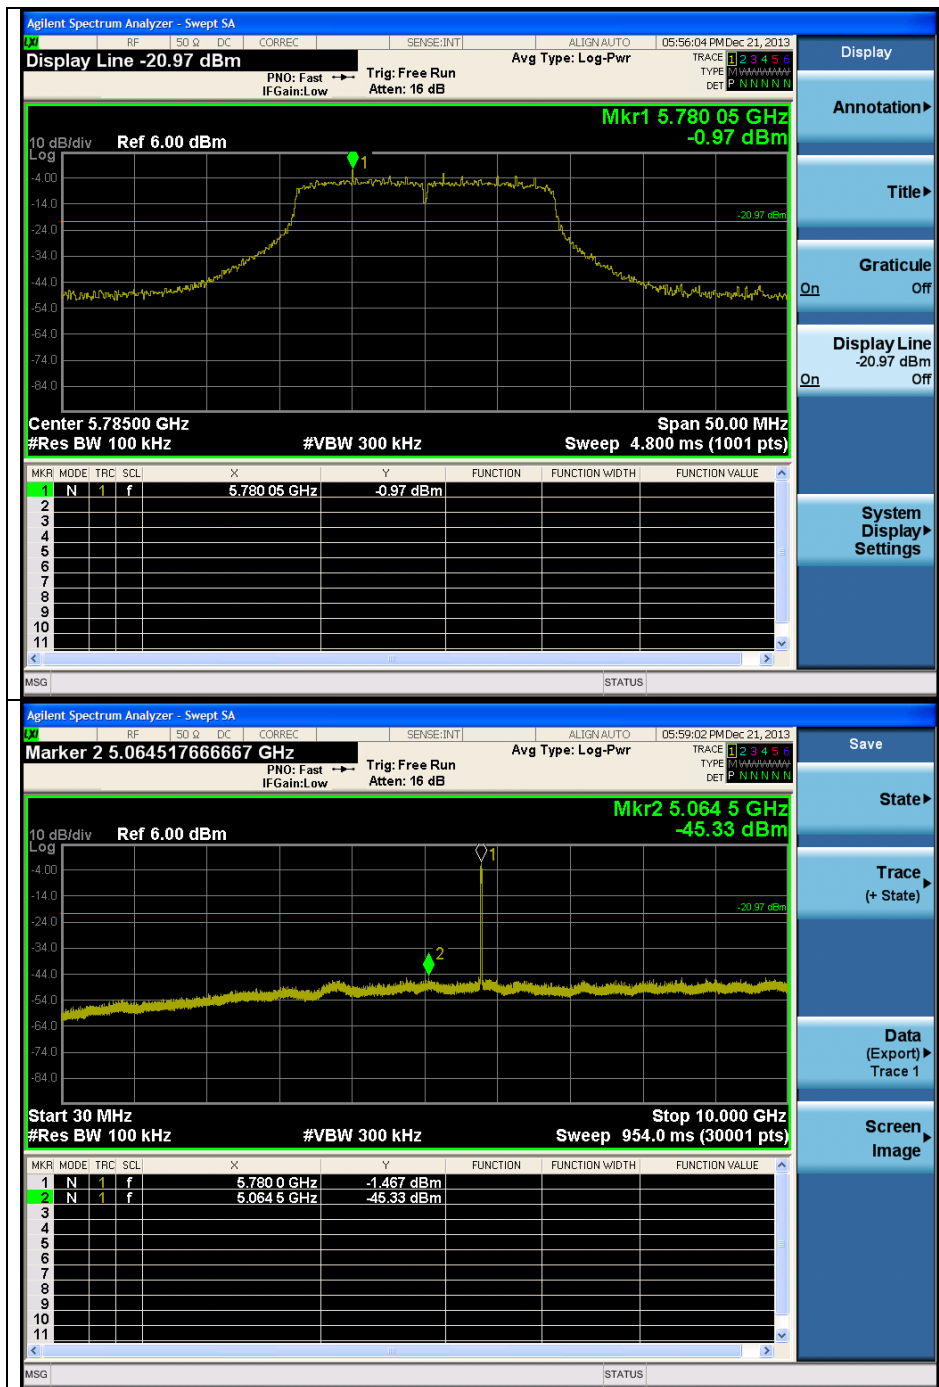 Agilent Spectrum Analyzer - Swept SA
LXI RF 50 Ω DC CORREC SENSE:INT ALIGNAUTO 05:56:04 PM Dec 21, 2013
Display Line -20.97 dBm
PNO: Fast
IFGain:Low
Trig: Free Run
Atten: 16 dB
Avg Type: Log-Pwr
TRACE 1 2 3 4 5 6
TYPE MWWWWW
DET P N N N N N
Mkr1 5.780 05 GHz
-0.97 dBm
10 dB/div Ref 6.00 dBm
Log
1
-4.00
-14.0
-20.97 dBm
-24.0
-34.0
-44.0
-54.0
-64.0
-74.0
-84.0
Center 5.78500 GHz Span 50.00 MHz
#Res BW 100 kHz #VBW 300 kHz Sweep 4.800 ms (1001 pts)
MKR MODE TRC SCL X Y FUNCTION FUNCTION WIDTH FUNCTION VALUE
1 N 1 f 5.780 05 GHz -0.97 dBm
2
3
4
5
6
7
8
9
10
11
MSG STATUS
Display
Annotation
Title
Graticule
On Off
Display Line
-20.97 dBm
On Off
System
Display
Settings
Agilent Spectrum Analyzer - Swept SA
LXI RF 50 Ω DC CORREC SENSE:INT ALIGNAUTO 05:59:02 PM Dec 21, 2013
Marker 2 5.064517666667 GHz
PNO: Fast
IFGain:Low
Trig: Free Run
Atten: 16 dB
Avg Type: Log-Pwr
TRACE 1 2 3 4 5 6
TYPE MWWWWW
DET P N N N N N
Mkr2 5.064 5 GHz
-45.33 dBm
10 dB/div Ref 6.00 dBm
Log
1
-4.00
-14.0
-20.97 dBm
-24.0
-34.0
2
-44.0
-54.0
-64.0
-74.0
-84.0
Start 30 MHz Stop 10.000 GHz
#Res BW 100 kHz #VBW 300 kHz Sweep 954.0 ms (30001 pts)
MKR MODE TRC SCL X Y FUNCTION FUNCTION WIDTH FUNCTION VALUE
1 N 1 f 5.780 0 GHz -1.467 dBm
2 N 1 f 5.064 5 GHz -45.33 dBm
3
4
5
6
7
8
9
10
11
MSG STATUS
Save
State
Trace
(+ State)
Data
(Export)
Trace 1
Screen
Image